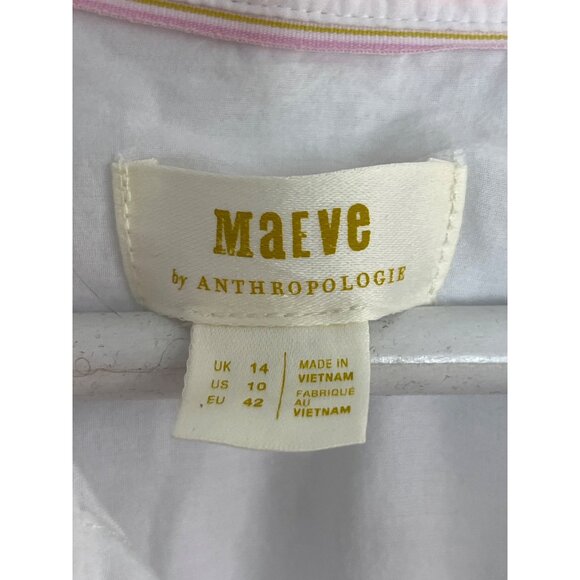 MaEve
by ANTHROPOLOGIE
UK 14
US 10
EU 42
MADE IN
VIETNAM
FABRIQUÉ
AU
VIETNAM